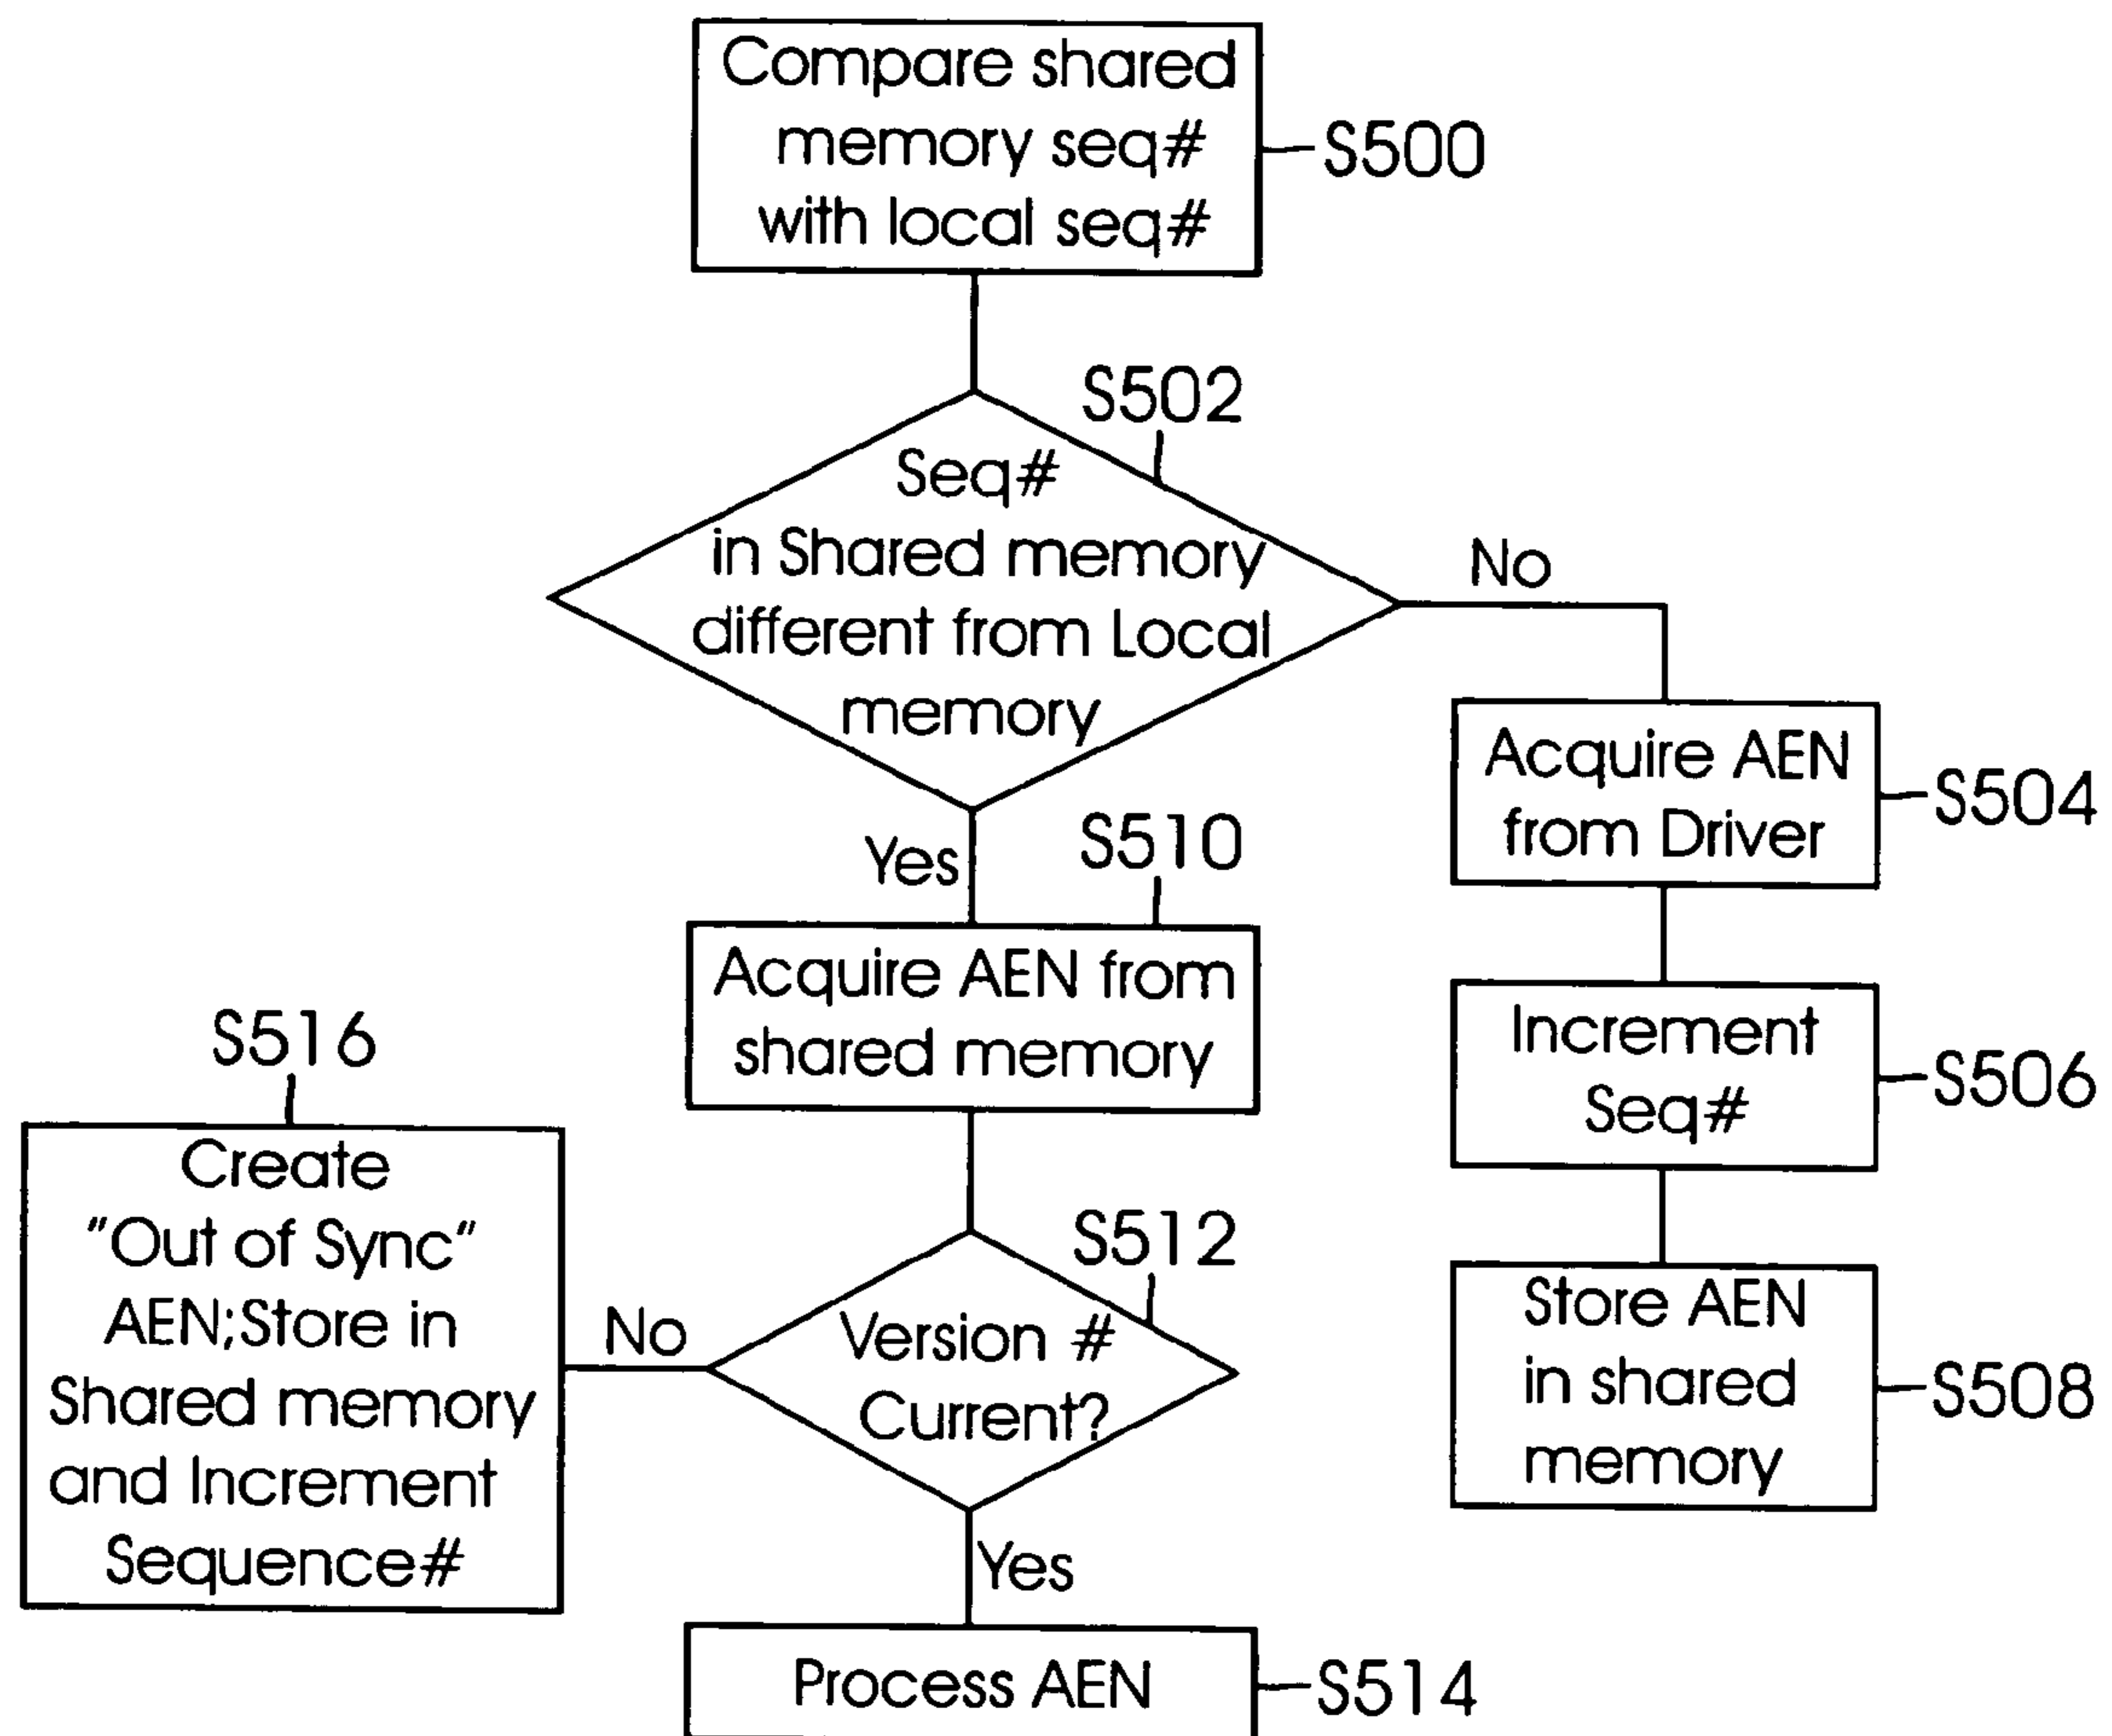 Compare shared
memory seq#
with local seq#
S500
S502
Seq#
in Shared memory
different from Local
memory
No
Acquire AEN
from Driver
S504
Yes
S510
Acquire AEN from
shared memory
Increment
Seq#
S506
S516
Create
"Out of Sync"
AEN;Store in
Shared memory
and Increment
Sequence#
No
S512
Version #
Current?
Store AEN
in shared
memory
S508
Yes
Process AEN
S514